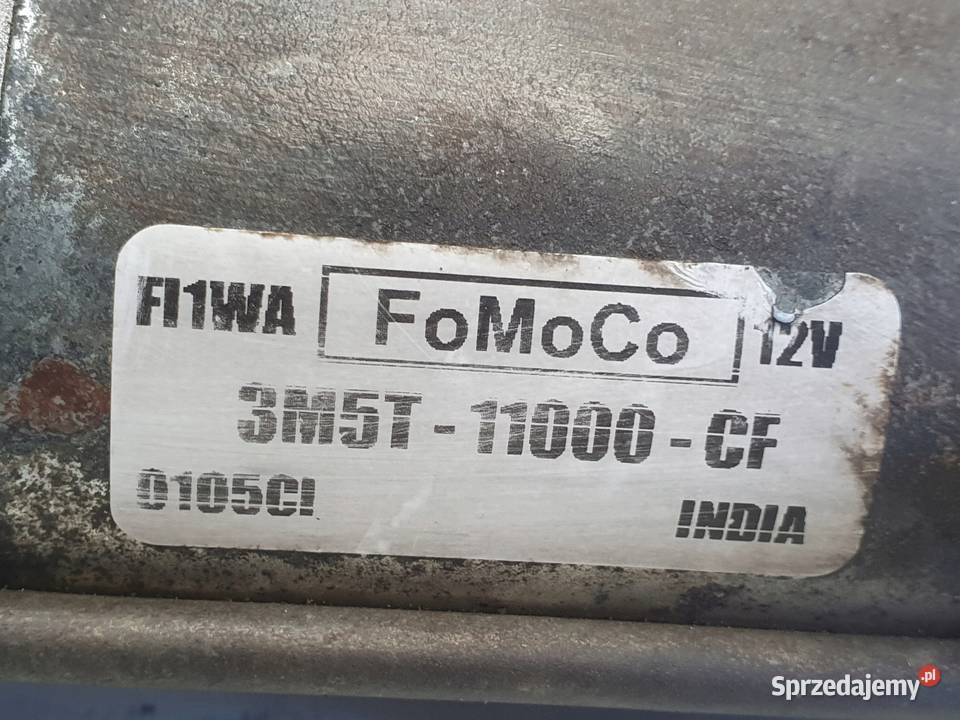 FI1WA FoMoCo 12V
3M5T - 11000 - CF
0105CI INDIA
Sprzedajemy.pl